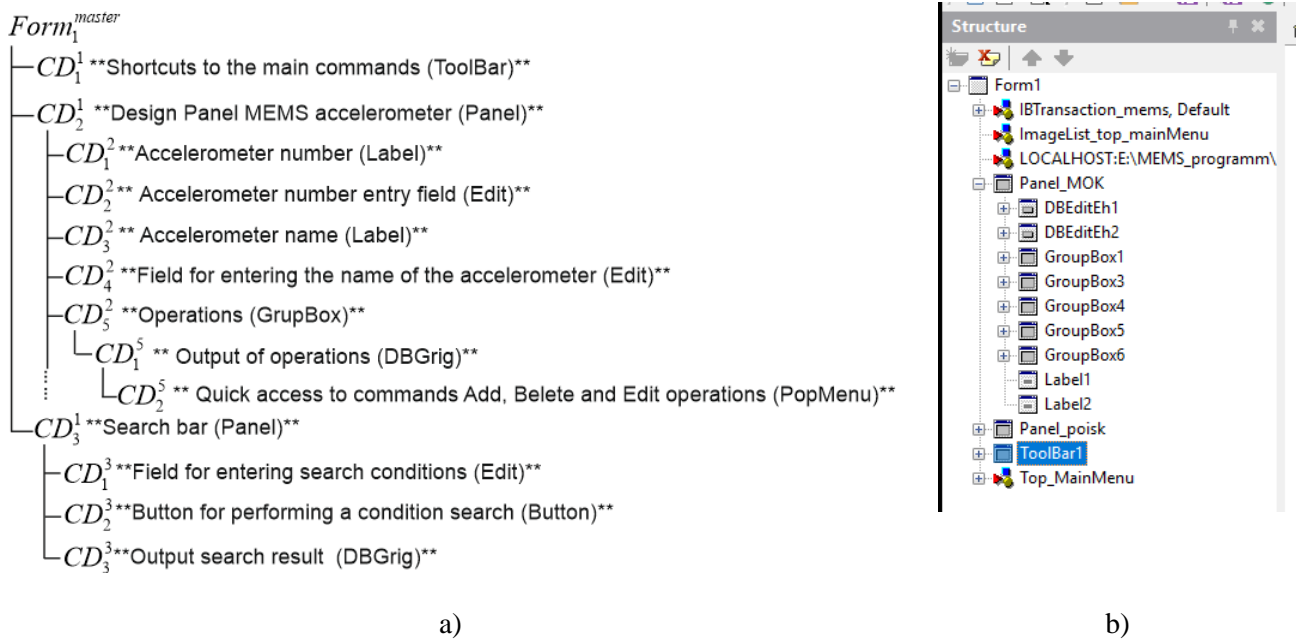 Form₁ᵐᵃˢᵗᵉʳ
CD₁¹ **Shortcuts to the main commands (ToolBar)**
CD₂¹ **Design Panel MEMS accelerometer (Panel)**
CD₁² **Accelerometer number (Label)**
CD₂² ** Accelerometer number entry field (Edit)**
CD₃² ** Accelerometer name (Label)**
CD₄² **Field for entering the name of the accelerometer (Edit)**
CD₅² **Operations (GrupBox)**
CD₁⁵ ** Output of operations (DBGrig)**
CD₂⁵ ** Quick access to commands Add, Belete and Edit operations (PopMenu)**
CD₃¹ **Search bar (Panel)**
CD₁³ **Field for entering search conditions (Edit)**
CD₂³ **Button for performing a condition search (Button)**
CD₃³ **Output search result (DBGrig)**
a)
Structure
Form1
IBTransaction_mems, Default
ImageList_top_mainMenu
LOCALHOST:E:\MEMS_programm\
Panel_MOK
DBEditEh1
DBEditEh2
GroupBox1
GroupBox3
GroupBox4
GroupBox5
GroupBox6
Label1
Label2
Panel_poisk
ToolBar1
Top_MainMenu
b)